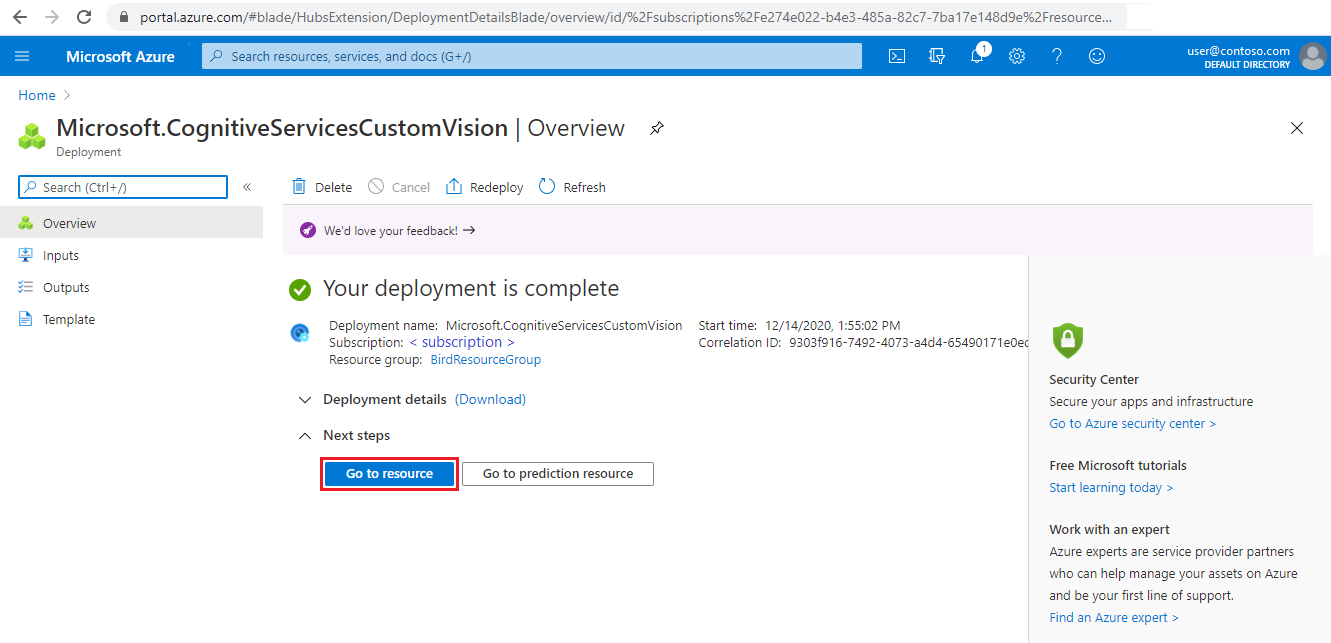 portal.azure.com/#blade/HubsExtension/DeploymentDetailsBlade/overview/id/%2Fsubscriptions%2Fe274e022-b4e3-485a-82c7-7ba17e148d9e%2Fresource...
Microsoft Azure
Search resources, services, and docs (G+/)
1
user@contoso.com
DEFAULT DIRECTORY
Home >
Microsoft.CognitiveServicesCustomVision | Overview
Deployment
Search (Ctrl+/)
«
Delete
Cancel
Redeploy
Refresh
Overview
Inputs
Outputs
Template
We'd love your feedback! →
Your deployment is complete
Deployment name: Microsoft.CognitiveServicesCustomVision
Subscription: < subscription >
Resource group: BirdResourceGroup
Start time: 12/14/2020, 1:55:02 PM
Correlation ID: 9303f916-7492-4073-a4d4-65490171e0ec
Deployment details (Download)
Next steps
Go to resource
Go to prediction resource
Security Center
Secure your apps and infrastructure
Go to Azure security center >
Free Microsoft tutorials
Start learning today >
Work with an expert
Azure experts are service provider partners
who can help manage your assets on Azure
and be your first line of support.
Find an Azure expert >